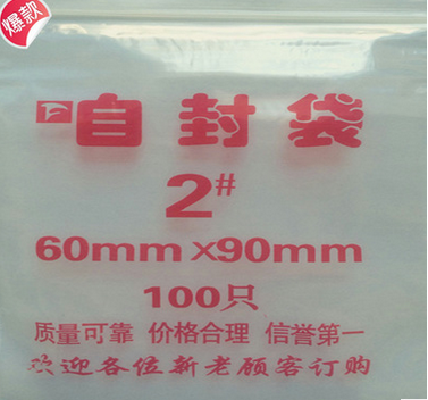 爆款
自封袋
2#
60mm×90mm
100只
质量可靠 价格合理 信誉第一
欢迎各位新老顾客订购